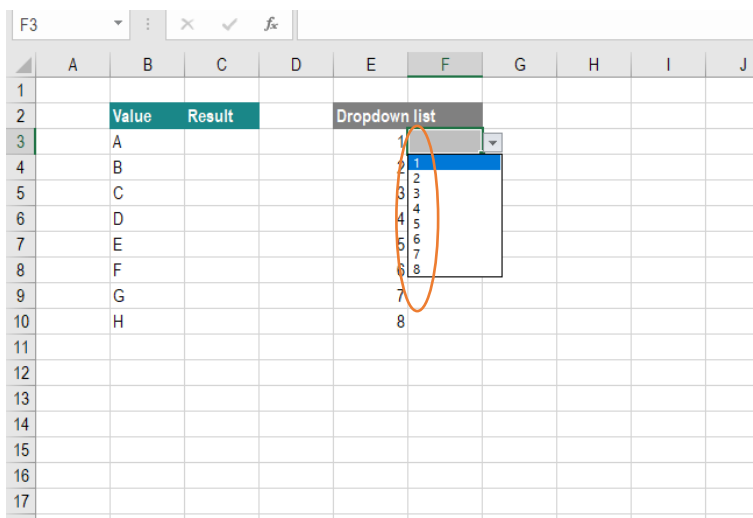 F3 fx
A B C D E F G H I J
1
2 Value Result Dropdown list
3 A 1
4 B 2 1
5 C 3 2
6 D 4 3
7 E 5 4
8 F 6 5
9 G 7 6
10 H 8 7
11 8
12
13
14
15
16
17